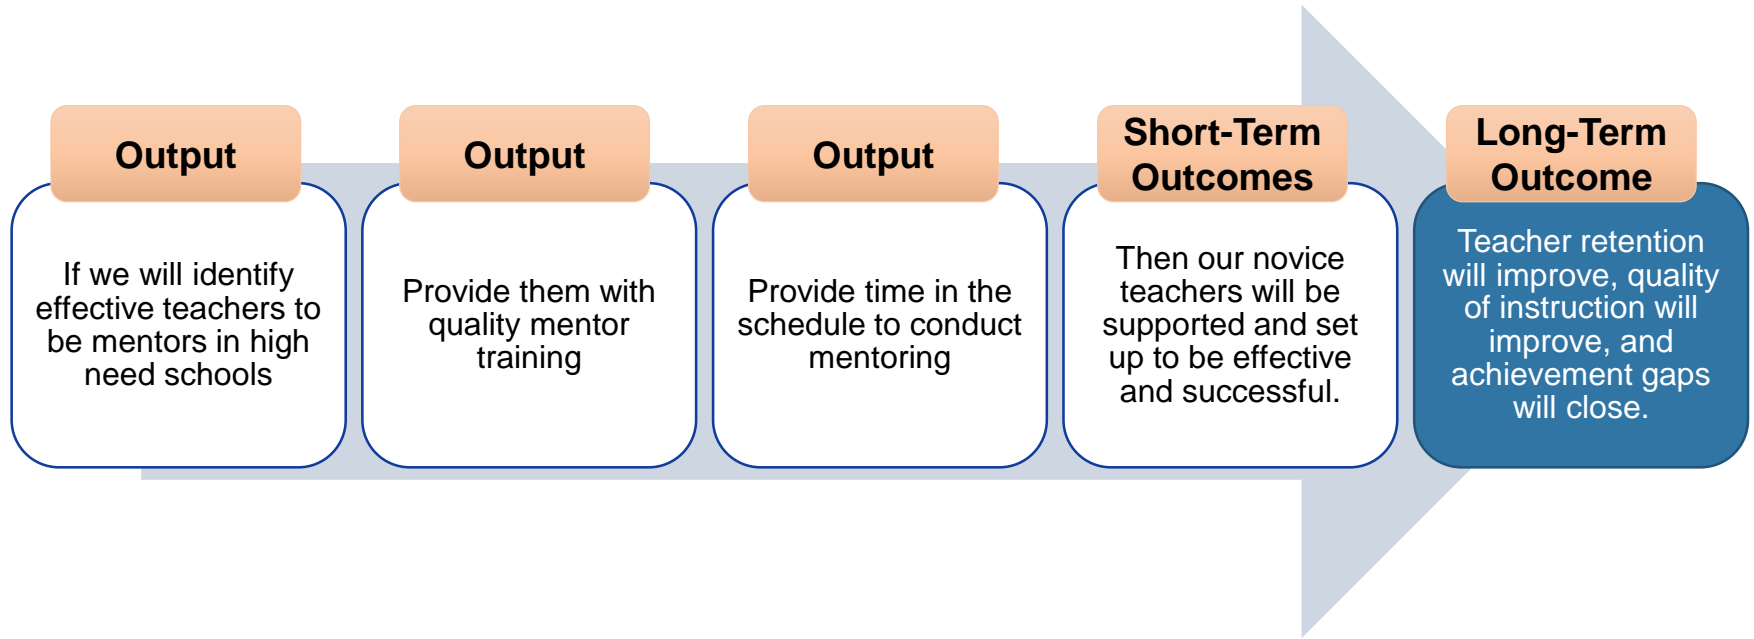 Output
If we will identify
effective teachers to
be mentors in high
need schools
Output
Provide them with
quality mentor
training
Output
Provide time in the
schedule to conduct
mentoring
Short-Term
Outcomes
Then our novice
teachers will be
supported and set
up to be effective
and successful.
Long-Term
Outcome
Teacher retention
will improve, quality
of instruction will
improve, and
achievement gaps
will close.